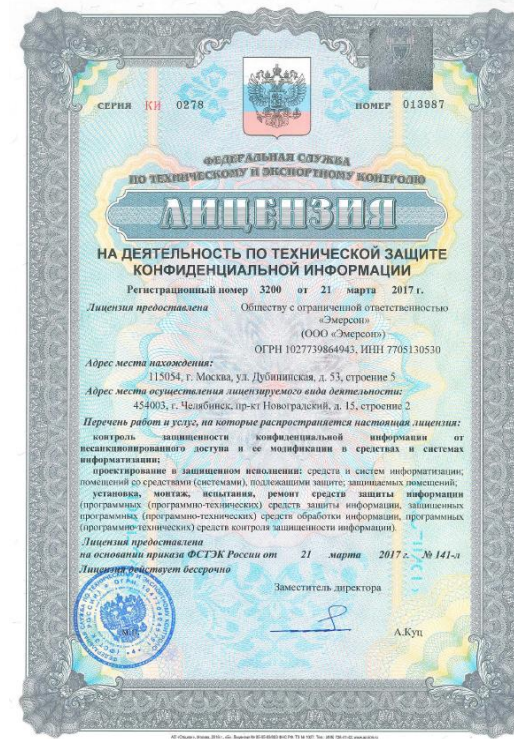 СЕРИЯ КИ 0278 НОМЕР 013987
ФЕДЕРАЛЬНАЯ СЛУЖБА
ПО ТЕХНИЧЕСКОМУ И ЭКСПОРТНОМУ КОНТРОЛЮ
ЛИЦЕНЗИЯ
НА ДЕЯТЕЛЬНОСТЬ ПО ТЕХНИЧЕСКОЙ ЗАЩИТЕ
КОНФИДЕНЦИАЛЬНОЙ ИНФОРМАЦИИ
Регистрационный номер 3200 от 21 марта 2017 г.
Лицензия предоставлена Обществу с ограниченной ответственностью
«Эмерсон»
(ООО «Эмерсон»)
ОГРН 1027739864943, ИНН 7705130530
Адрес места нахождения:
115054, г. Москва, ул. Дубининская, д. 53, строение 5
Адрес места осуществления лицензируемого вида деятельности:
454003, г. Челябинск, пр-кт Новоградский, д. 15, строение 2
Перечень работ и услуг, на которые распространяется настоящая лицензия:
контроль защищенности конфиденциальной информации от
несанкционированного доступа и ее модификации в средствах и системах
информатизации;
проектирование в защищенном исполнении: средств и систем информатизации;
помещений со средствами (системами), подлежащими защите; защищаемых помещений;
установка, монтаж, испытания, ремонт средств защиты информации
(программных (программно-технических) средств защиты информации, защищенных
программных (программно-технических) средств обработки информации, программных
(программно-технических) средств контроля защищенности информации).
Лицензия предоставлена
на основании приказа ФСТЭК России от 21 марта 2017 г. № 141-л
Лицензия действует бессрочно
Заместитель директора
М.П.
А.Куц